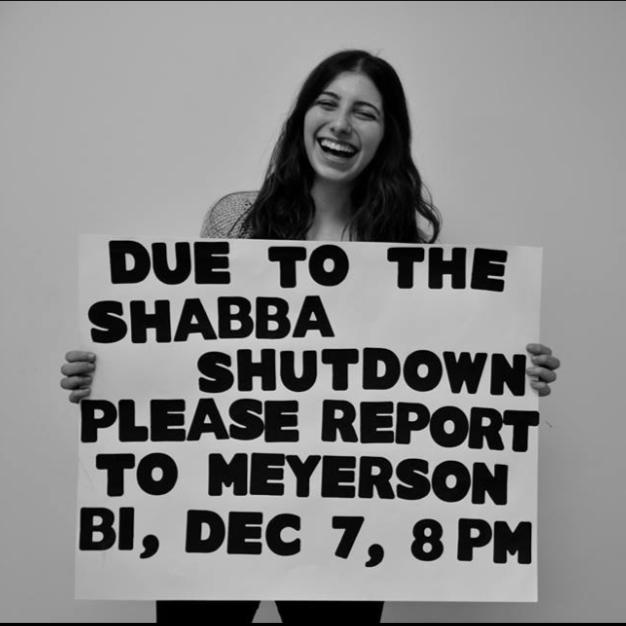 DUE TO THE
SHABBA
SHUTDOWN
PLEASE REPORT
TO MEYERSON
BI, DEC 7, 8 PM